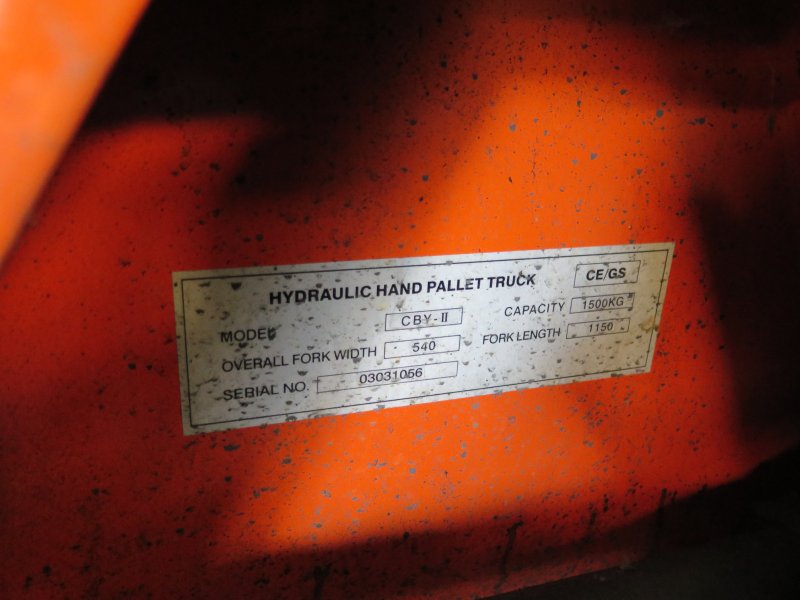 HYDRAULIC HAND PALLET TRUCK CE/GS
MODEL CBY-II CAPACITY 1500KG
OVERALL FORK WIDTH 540 FORK LENGTH 1150
SERIAL NO. 03031056